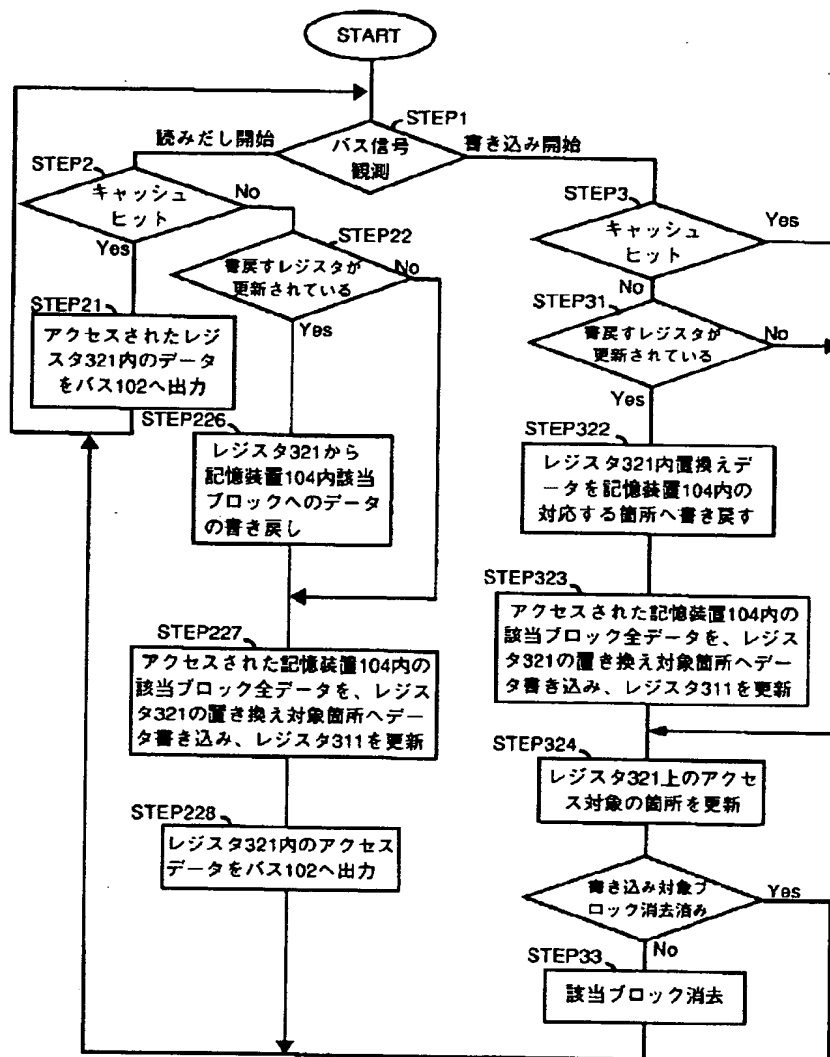 START
STEP1
バス信号
観測
読みだし開始
書き込み開始
STEP2
キャッシュ
ヒット
No
Yes
STEP21
アクセスされたレジ
スタ321内のデータ
をバス102へ出力
STEP22
書戻すレジスタが
更新されている
No
Yes
STEP226
レジスタ321から
記憶装置104内該当
ブロックへのデータ
の書き戻し
STEP227
アクセスされた記憶装置104内の
該当ブロック全データを、レジス
タ321の置き換え対象箇所へデー
タ書き込み、レジスタ311を更新
STEP228
レジスタ321内のアクセス
データをバス102へ出力
STEP3
キャッシュ
ヒット
Yes
No
STEP31
書戻すレジスタが
更新されている
No
Yes
STEP322
レジスタ321内置換えデ
ータを記憶装置104内の
対応する箇所へ書き戻す
STEP323
アクセスされた記憶装置104内の
該当ブロック全データを、レジス
タ321の置き換え対象箇所へデー
タ書き込み、レジスタ311を更新
STEP324
レジスタ321上のアクセ
ス対象の箇所を更新
書き込み対象ブ
ロック消去済み
Yes
No
STEP33
該当ブロック消去